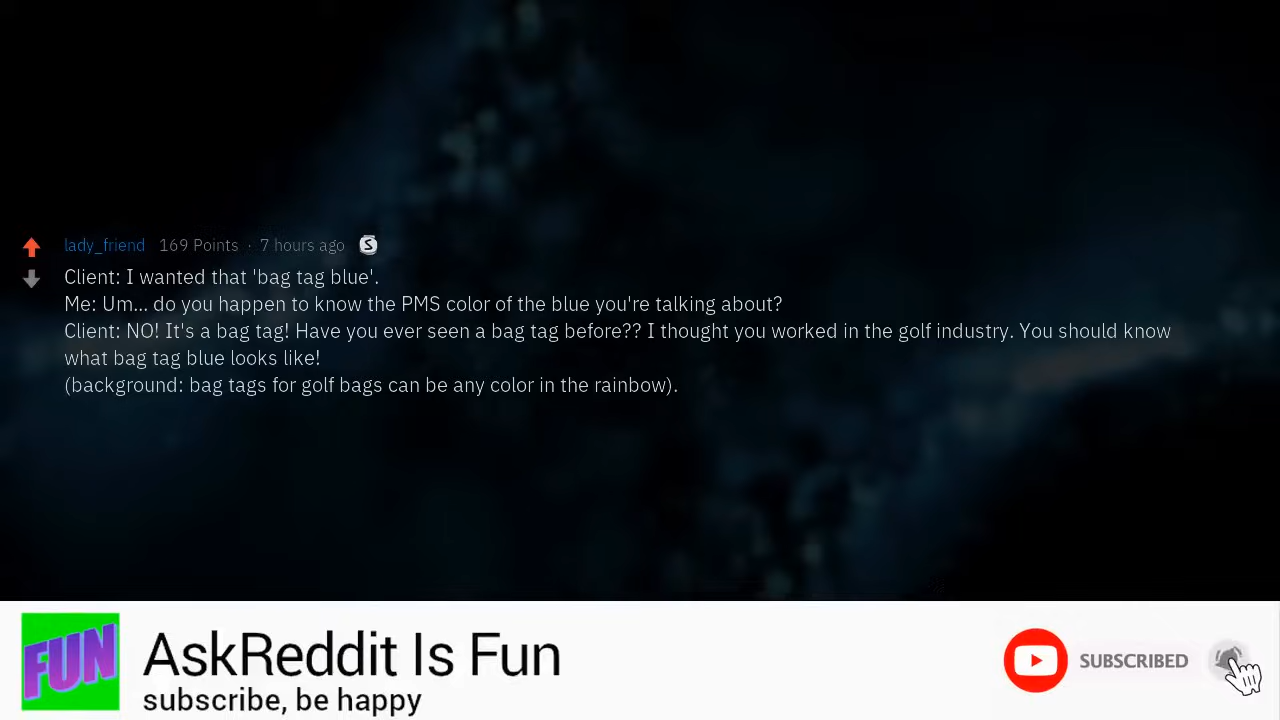 lady_friend 169 Points · 7 hours ago S
Client: I wanted that 'bag tag blue'.
Me: Um... do you happen to know the PMS color of the blue you're talking about?
Client: NO! It's a bag tag! Have you ever seen a bag tag before?? I thought you worked in the golf industry. You should know
what bag tag blue looks like!
(background: bag tags for golf bags can be any color in the rainbow).
FUN
AskReddit Is Fun
subscribe, be happy
SUBSCRIBED